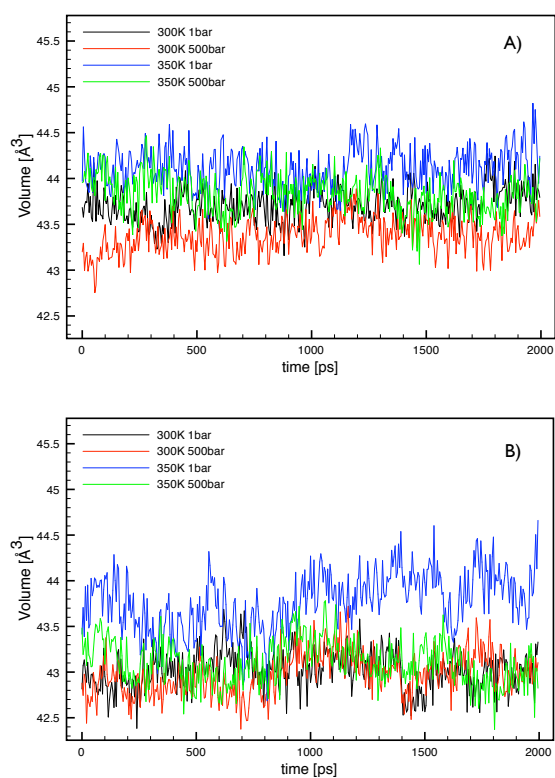 A)
300K 1bar
300K 500bar
350K 1bar
350K 500bar
Volume [Å3]
45.5
45
44.5
44
43.5
43
42.5
0 500 1000 1500 2000
time [ps]
B)
300K 1bar
300K 500bar
350K 1bar
350K 500bar
Volume [Å3]
45.5
45
44.5
44
43.5
43
42.5
0 500 1000 1500 2000
time [ps]